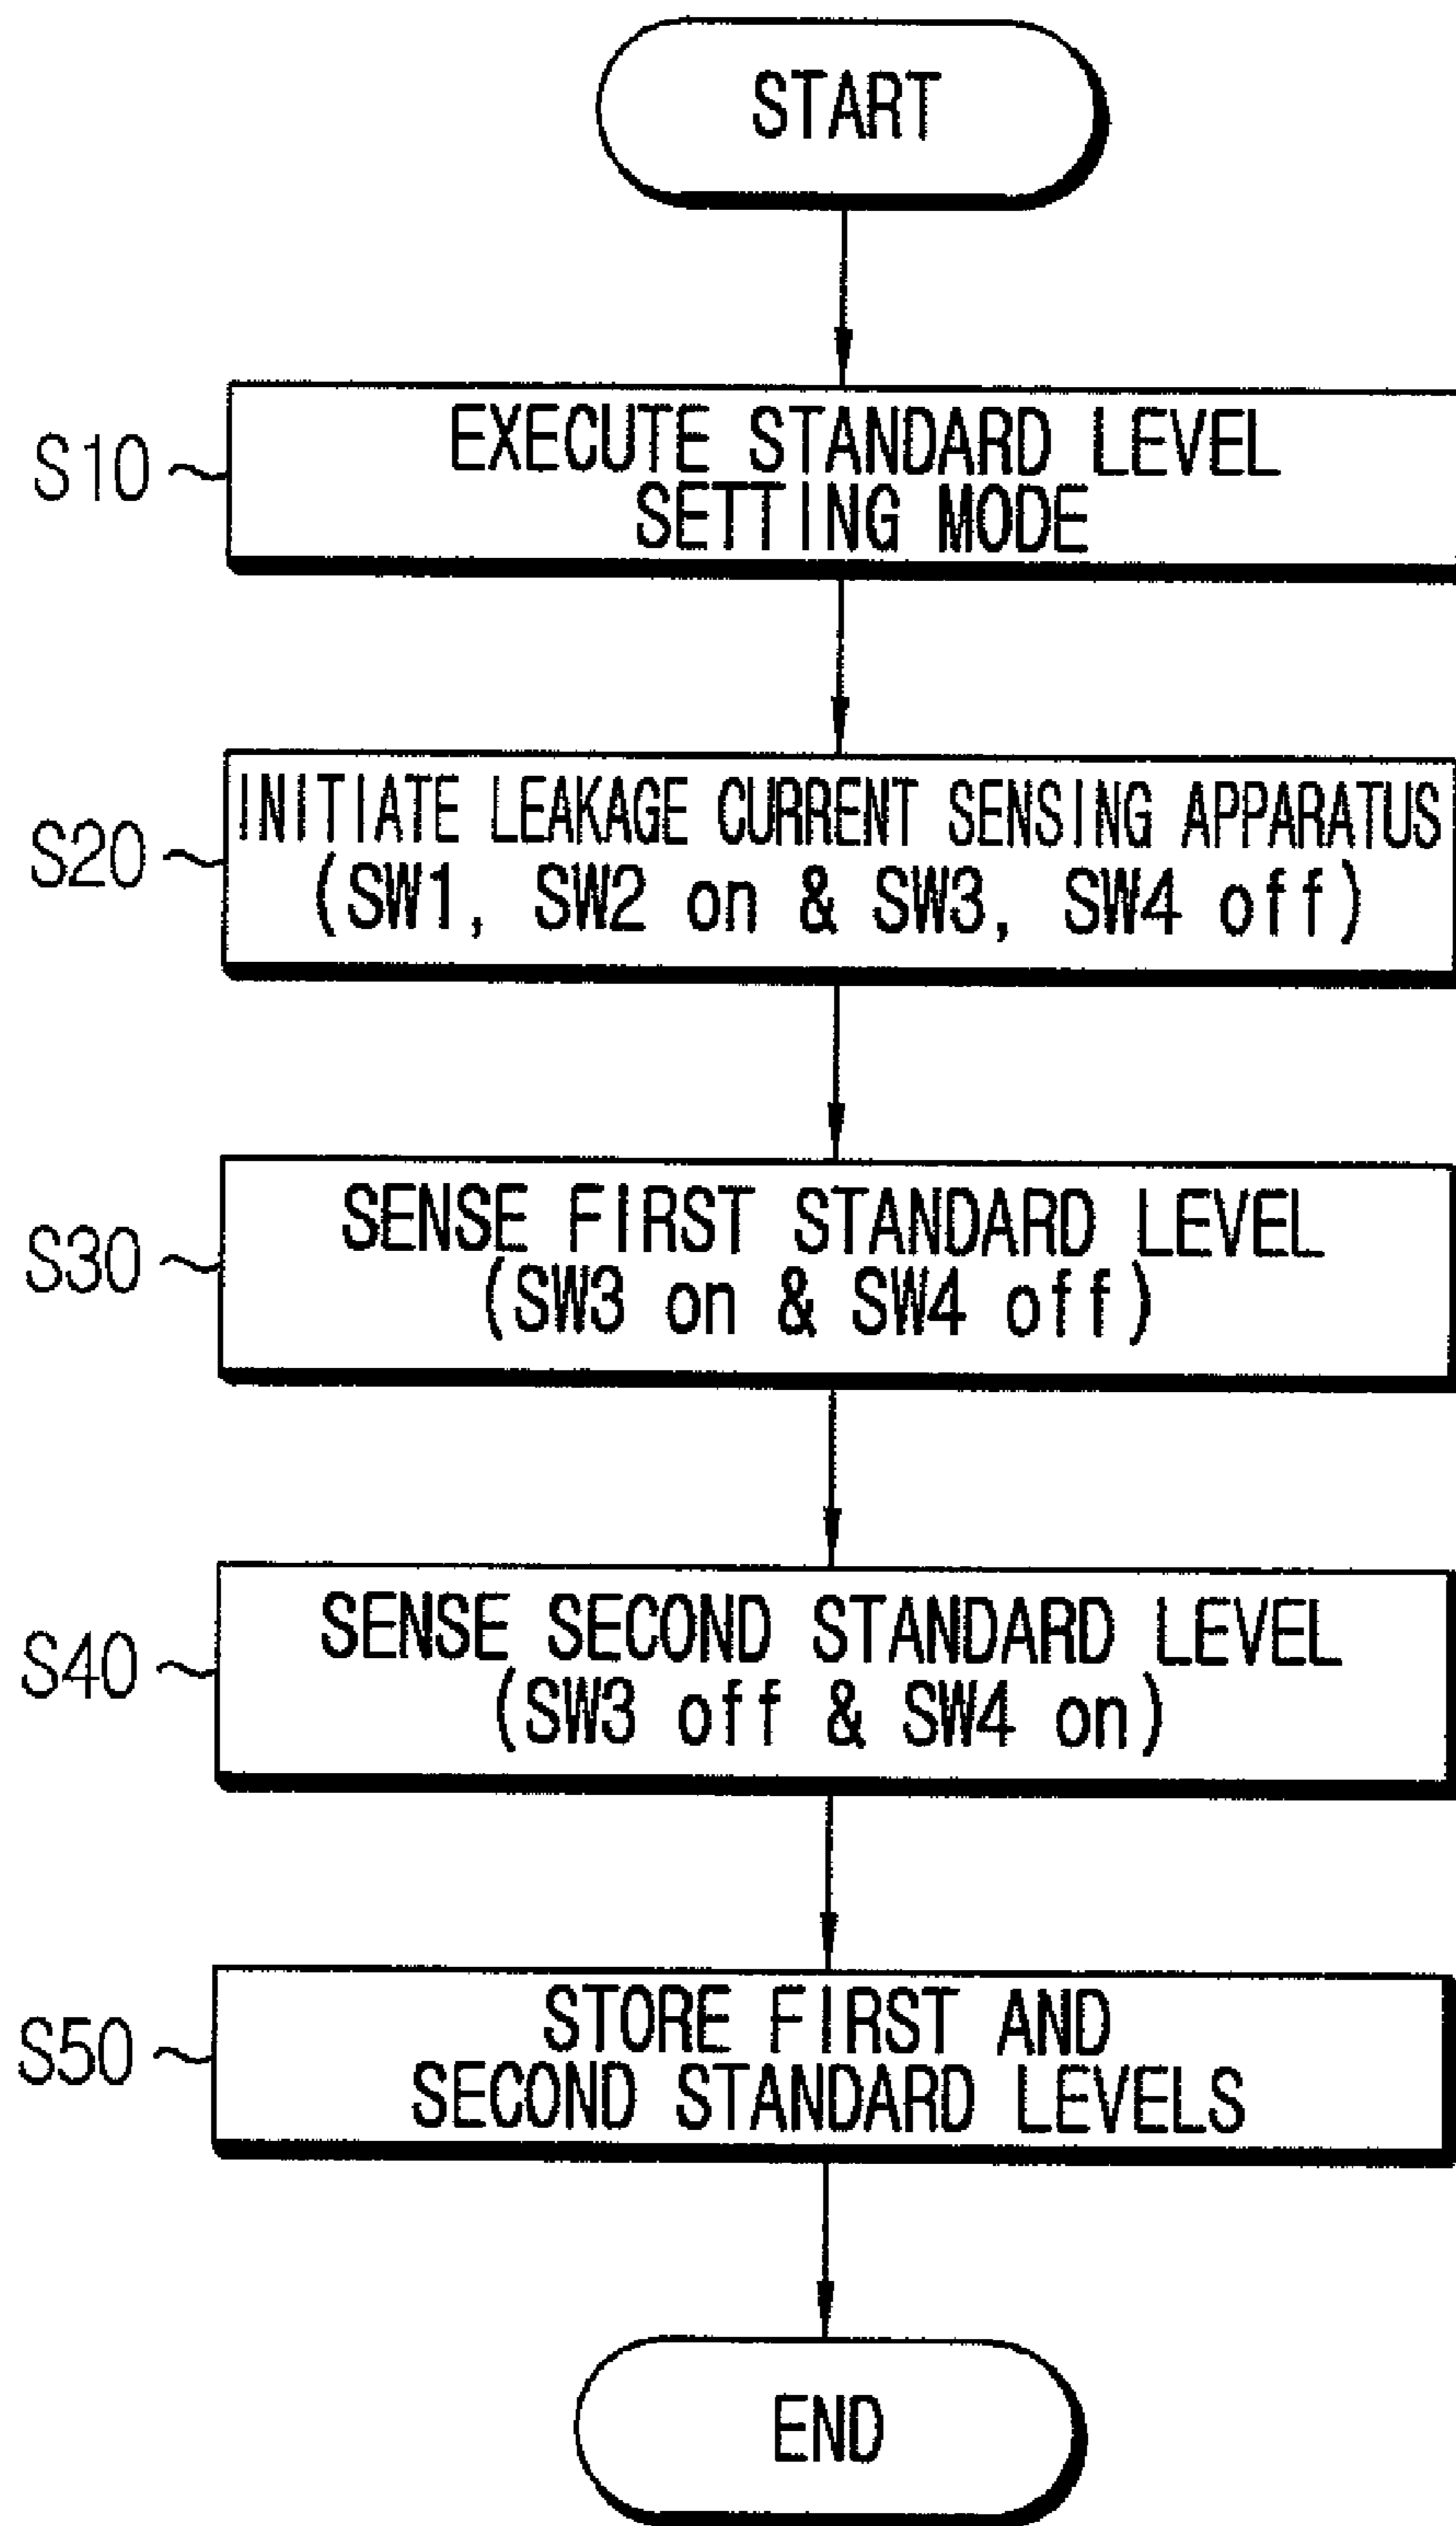 START
S10
EXECUTE STANDARD LEVEL
SETTING MODE
S20
INITIATE LEAKAGE CURRENT SENSING APPARATUS
(SW1, SW2 on & SW3, SW4 off)
S30
SENSE FIRST STANDARD LEVEL
(SW3 on & SW4 off)
S40
SENSE SECOND STANDARD LEVEL
(SW3 off & SW4 on)
S50
STORE FIRST AND
SECOND STANDARD LEVELS
END